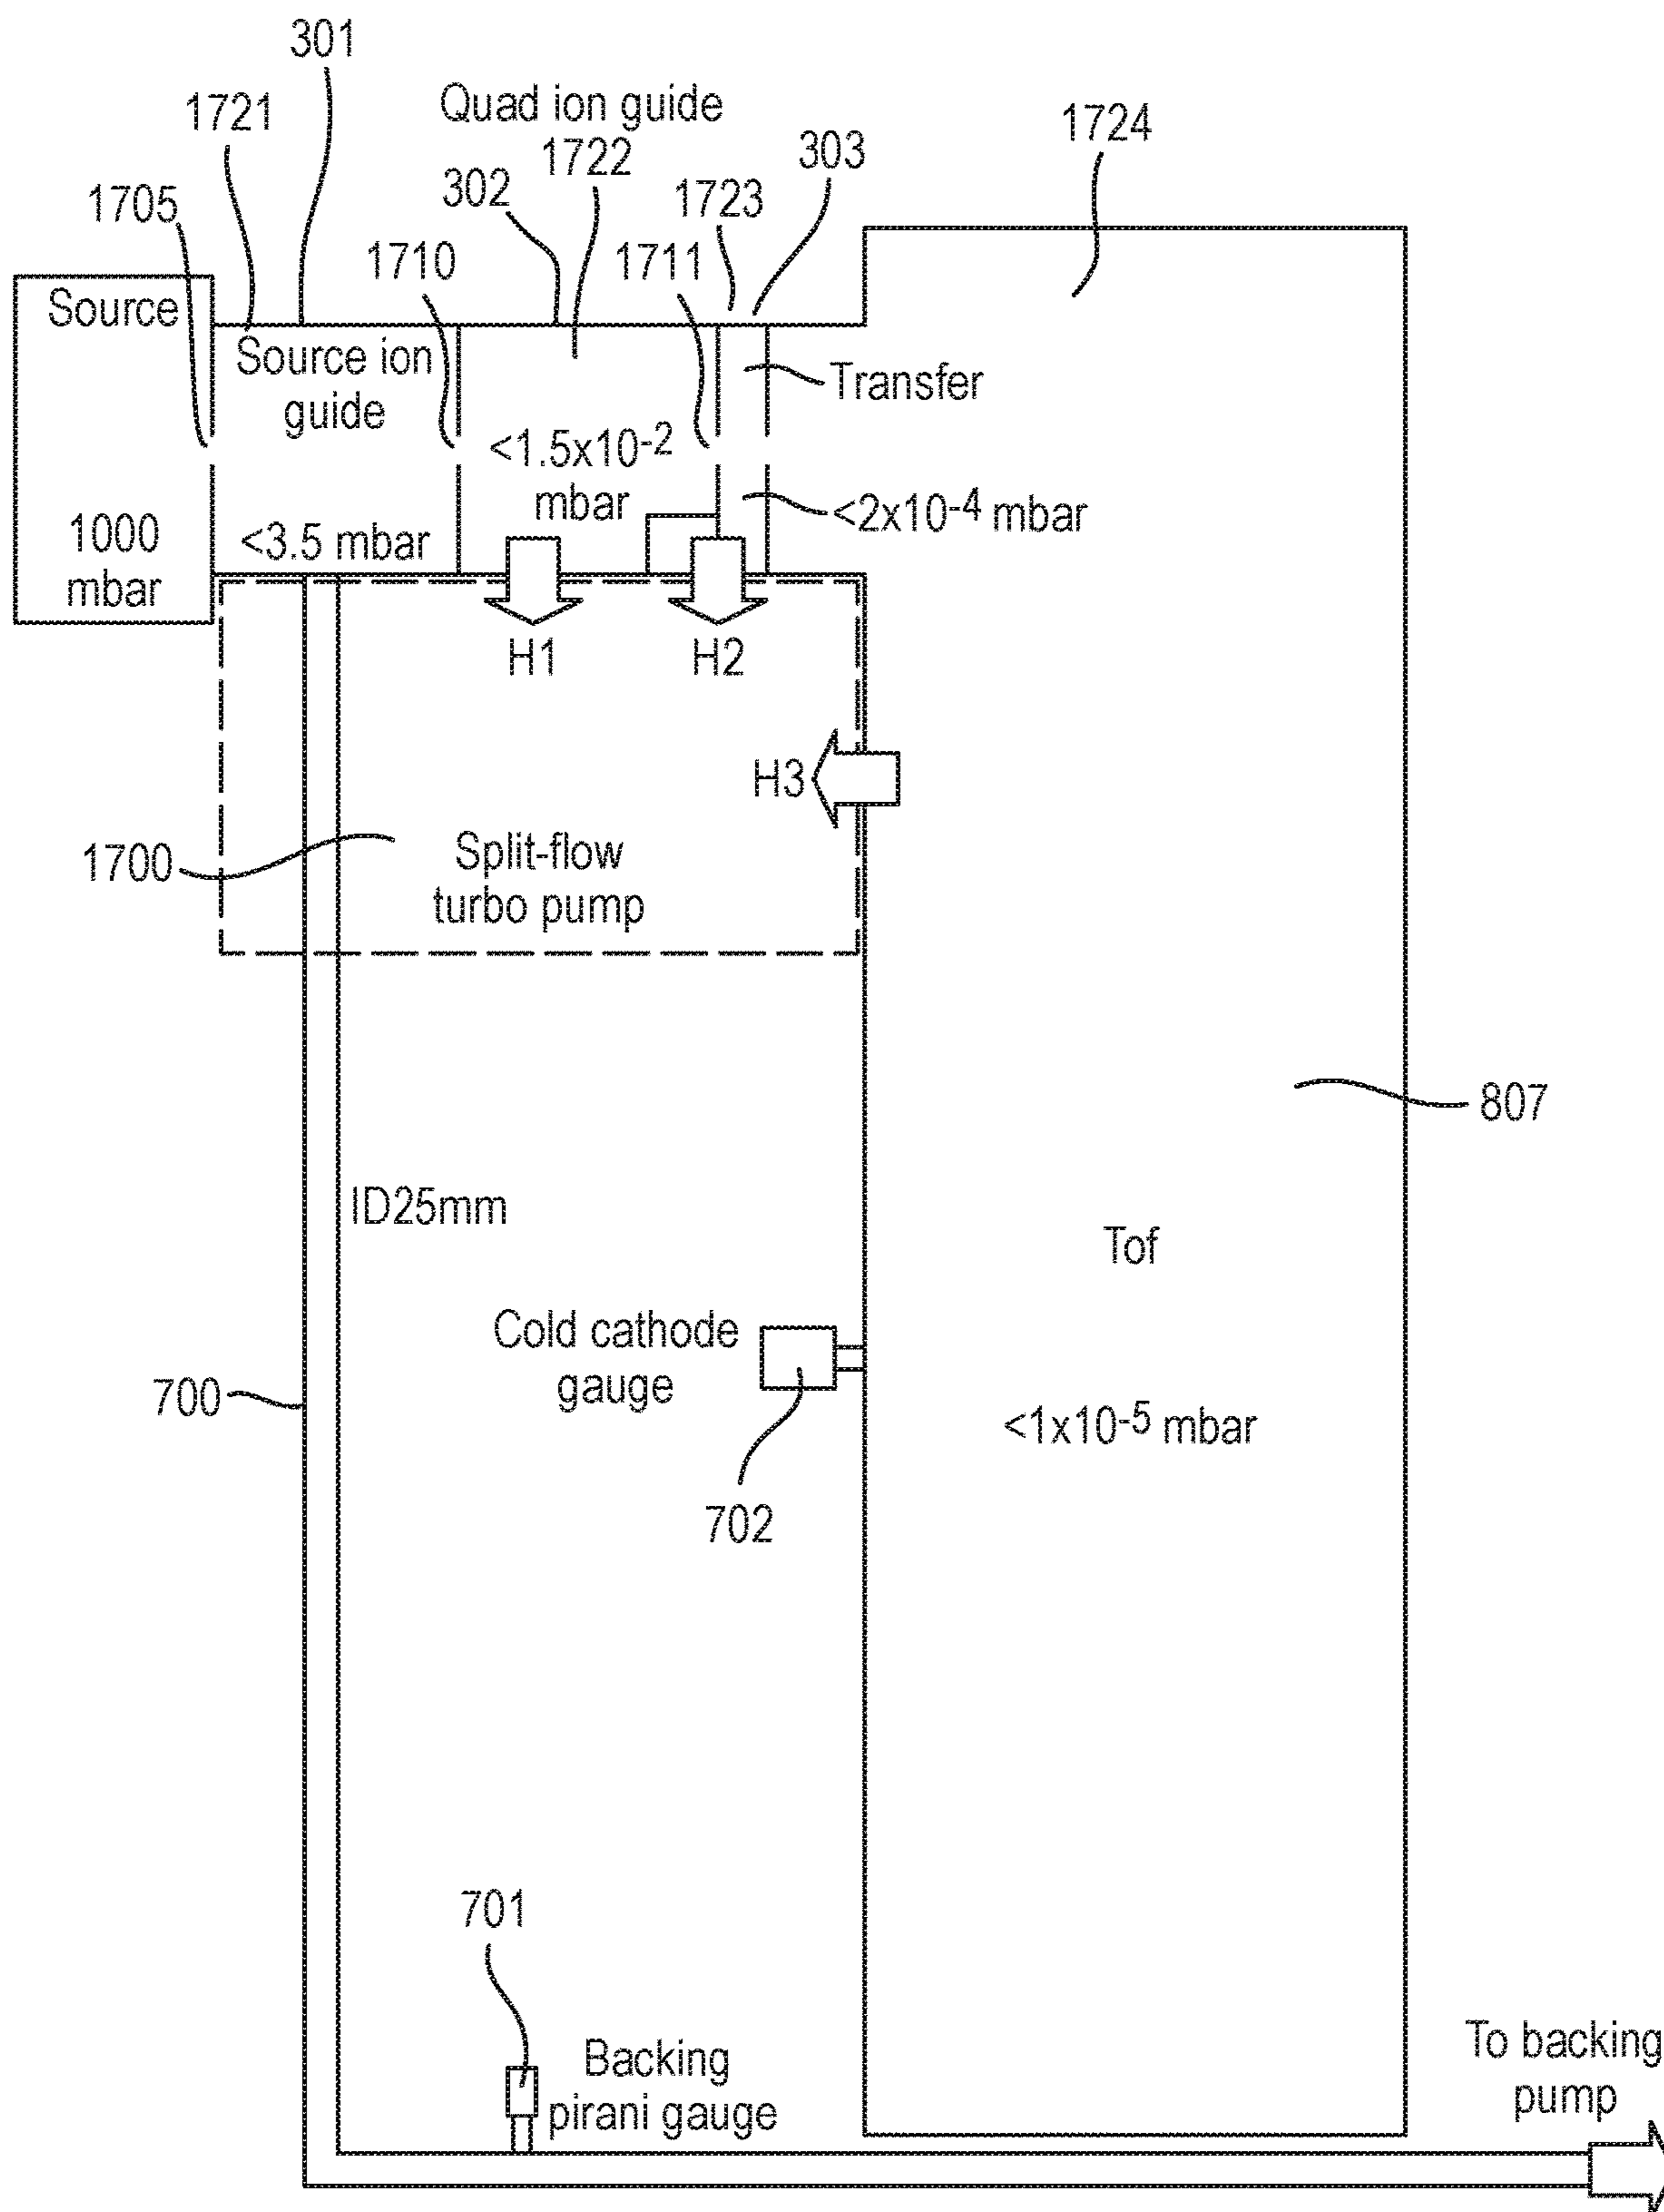 301
1721
Quad ion guide
1724
1722
303
302
1723
1705
1710
1711
Source
Source ion
guide
Transfer
<1.5x10-2
mbar
<2x10-4 mbar
1000
mbar
<3.5 mbar
H1
H2
H3
1700
Split-flow
turbo pump
807
ID25mm
Tof
Cold cathode
gauge
700
<1x10-5 mbar
702
701
Backing
pirani gauge
To backing
pump